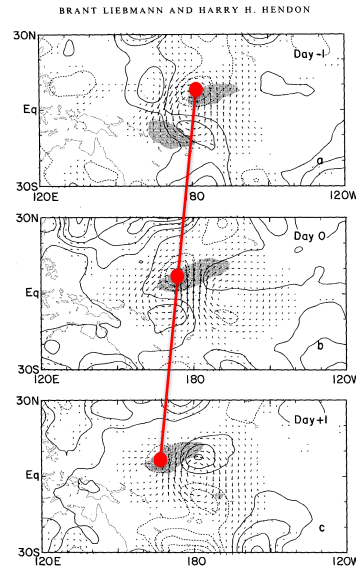 BRANT LIEBMANN AND HARRY H. HENDON
30N
Day-1
Eq
a
30S
120E 180 120W
30N
Day 0
Eq
b
30S
120E 180 120W
30N
Day+1
Eq
c
30S
120E 180 120W